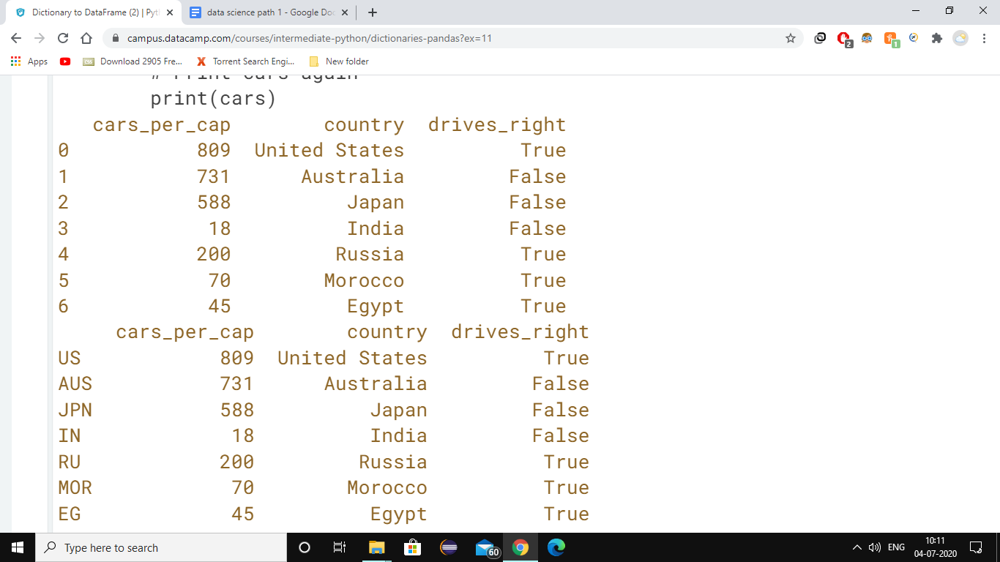 Dictionary to DataFrame (2) | Pyt
data science path 1 - Google Doc
campus.datacamp.com/courses/intermediate-python/dictionaries-pandas?ex=11
2
1
Apps
Download 2905 Fre...
Torrent Search Engi...
New folder
# Print cars again
print(cars)
cars_per_cap country drives_right
0 809 United States True
1 731 Australia False
2 588 Japan False
3 18 India False
4 200 Russia True
5 70 Morocco True
6 45 Egypt True
cars_per_cap country drives_right
US 809 United States True
AUS 731 Australia False
JPN 588 Japan False
IN 18 India False
RU 200 Russia True
MOR 70 Morocco True
EG 45 Egypt True
Type here to search
60
ENG
10:11
04-07-2020